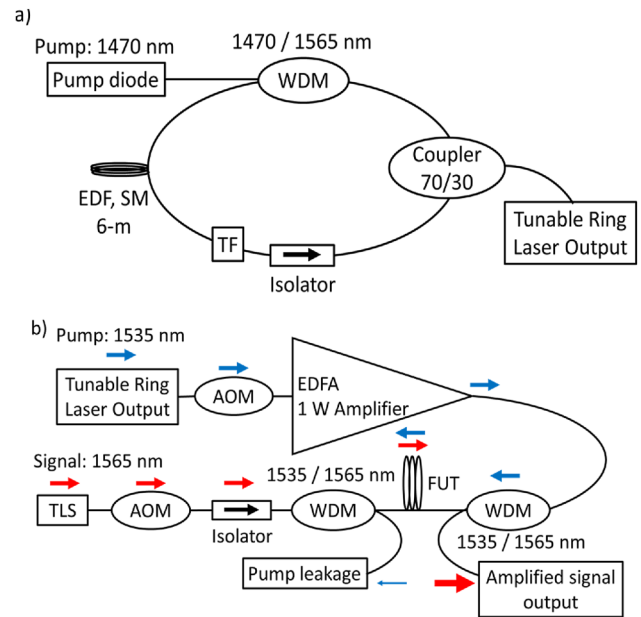 a)
Pump: 1470 nm
1470 / 1565 nm
Pump diode
WDM
Coupler
70/30
EDF, SM
6-m
TF
Isolator
Tunable Ring
Laser Output
b)
Pump: 1535 nm
Tunable Ring
Laser Output
AOM
EDFA
1 W Amplifier
Signal: 1565 nm
1535 / 1565 nm
FUT
TLS
AOM
Isolator
WDM
WDM
1535 / 1565 nm
Pump leakage
Amplified signal
output